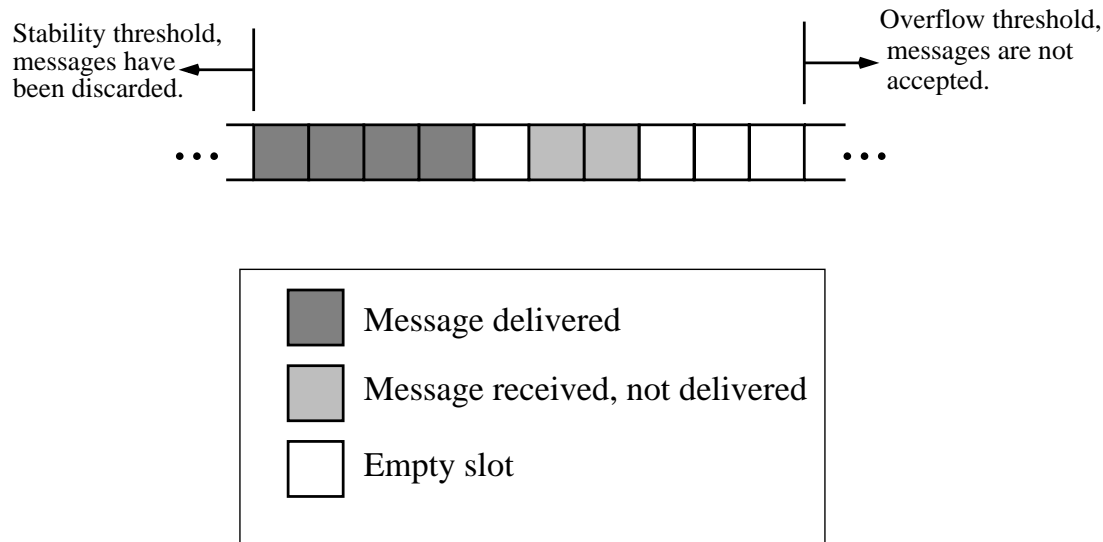 Stability threshold,
messages have
been discarded.
Overflow threshold,
messages are not
accepted.
Message delivered
Message received, not delivered
Empty slot